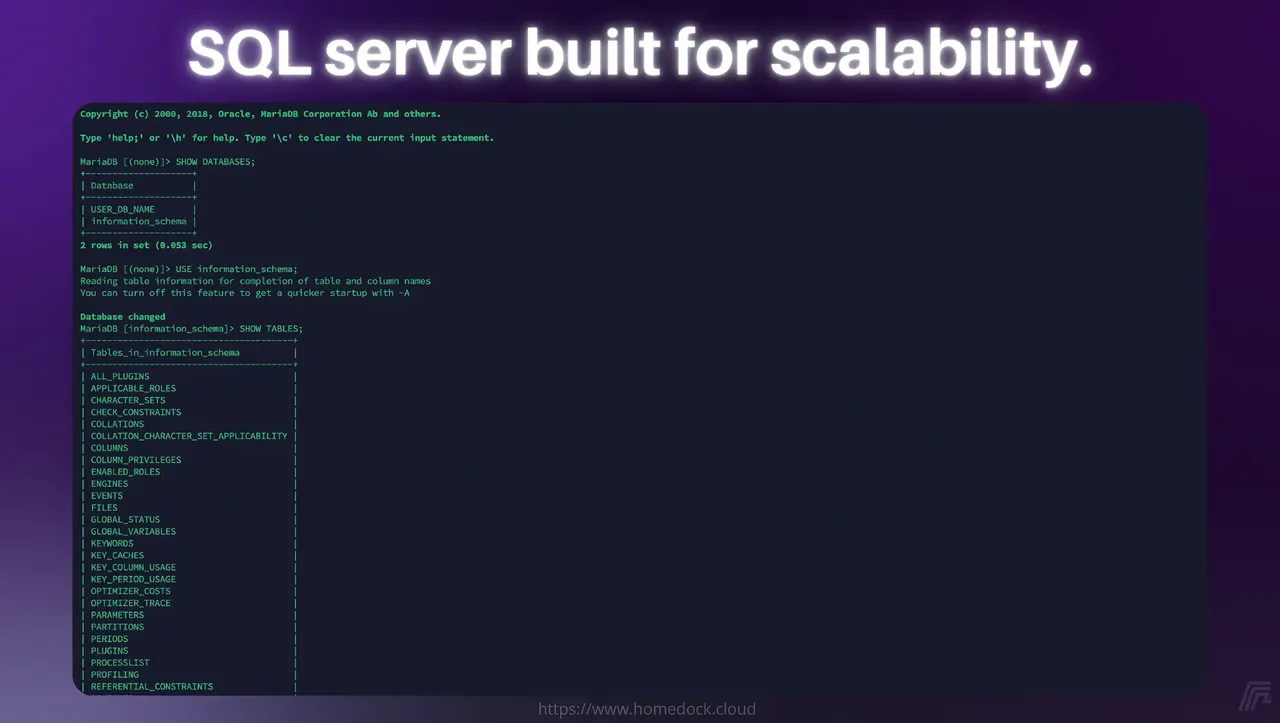 SQL server built for scalability.
Copyright (c) 2000, 2018, Oracle, MariaDB Corporation Ab and others.
Type 'help;' or '\h' for help. Type '\c' to clear the current input statement.
MariaDB [(none)]> SHOW DATABASES;
+--------------------+
| Database           |
+--------------------+
| USER_DB_NAME       |
| information_schema |
+--------------------+
2 rows in set (0.053 sec)
MariaDB [(none)]> USE information_schema;
Reading table information for completion of table and column names
You can turn off this feature to get a quicker startup with -A
Database changed
MariaDB [information_schema]> SHOW TABLES;
+---------------------------------------+
| Tables_in_information_schema          |
+---------------------------------------+
| ALL_PLUGINS                           |
| APPLICABLE_ROLES                      |
| CHARACTER_SETS                        |
| CHECK_CONSTRAINTS                     |
| COLLATIONS                            |
| COLLATION_CHARACTER_SET_APPLICABILITY |
| COLUMNS                               |
| COLUMN_PRIVILEGES                     |
| ENABLED_ROLES                         |
| ENGINES                               |
| EVENTS                                |
| FILES                                 |
| GLOBAL_STATUS                         |
| GLOBAL_VARIABLES                      |
| KEYWORDS                              |
| KEY_CACHES                            |
| KEY_COLUMN_USAGE                      |
| KEY_PERIOD_USAGE                      |
| OPTIMIZER_COSTS                       |
| OPTIMIZER_TRACE                       |
| PARAMETERS                            |
| PARTITIONS                            |
| PERIODS                               |
| PLUGINS                               |
| PROCESSLIST                           |
| PROFILING                             |
| REFERENTIAL_CONSTRAINTS               |
https://www.homedock.cloud